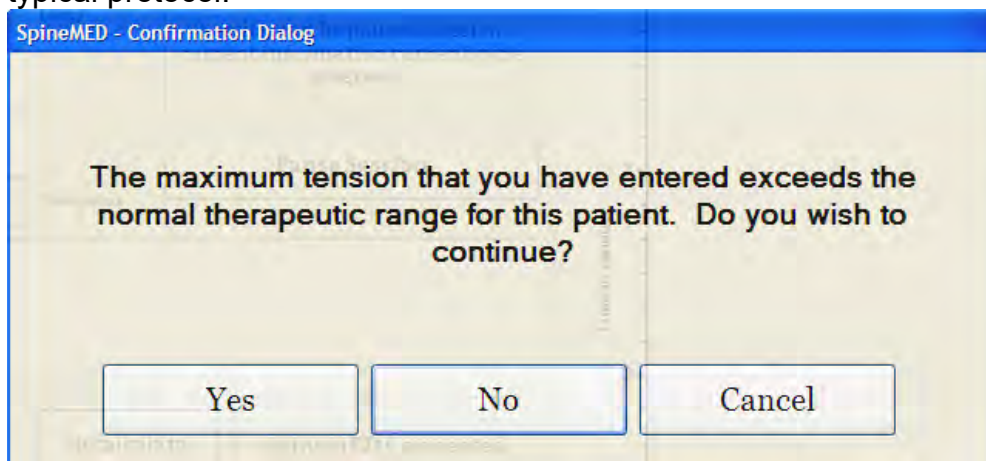 typical protocol.
SpineMED - Confirmation Dialog
The maximum tension that you have entered exceeds the
normal therapeutic range for this patient. Do you wish to
continue?
Yes No Cancel